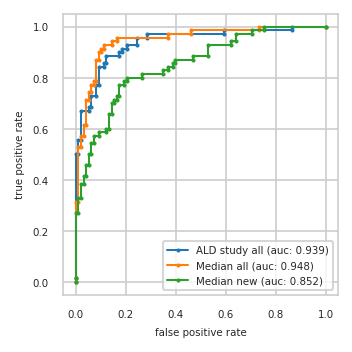 1.0
0.8
0.6
0.4
0.2
0.0
true positive rate
ALD study all (auc: 0.939)
Median all (auc: 0.948)
Median new (auc: 0.852)
0.0 0.2 0.4 0.6 0.8 1.0
false positive rate